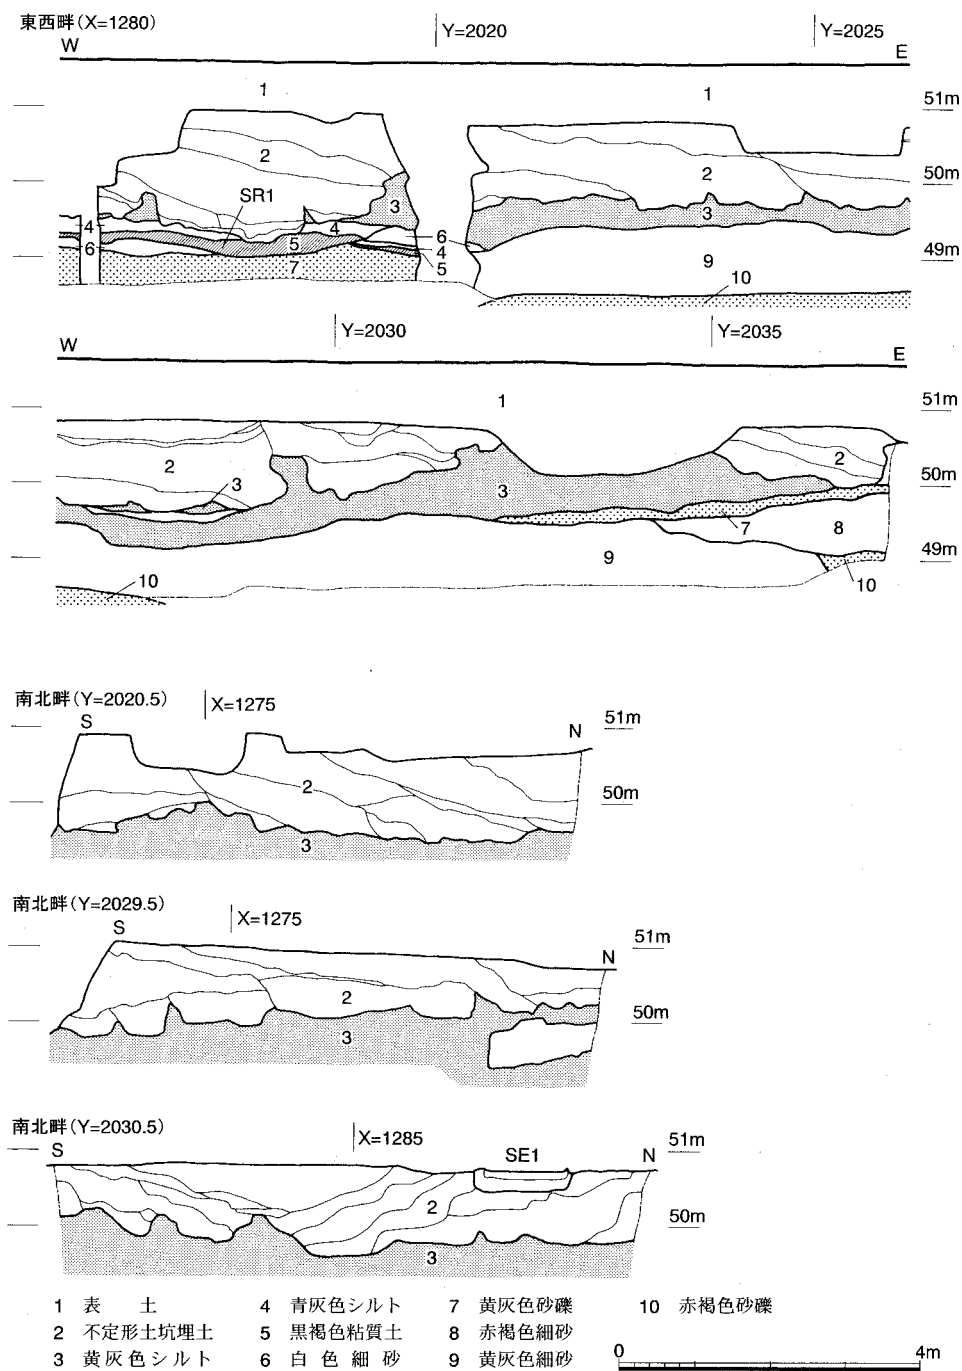 東西畔(X=1280)
Y=2020
Y=2025
W
E
1
1
51m
2
2
50m
SR1
3
3
4
4
6
5
6
4
5
7
9
49m
10
Y=2030
Y=2035
W
E
1
51m
2
2
3
3
50m
7
8
9
49m
10
10
南北畔(Y=2020.5)
X=1275
S
N
51m
2
50m
3
南北畔(Y=2029.5)
X=1275
S
N
51m
2
50m
3
南北畔(Y=2030.5)
X=1285
S
SE1
N
51m
2
50m
3
1 表 土
2 不定形土坑埋土
3 黄灰色シルト
4 青灰色シルト
5 黒褐色粘質土
6 白色細砂
7 黄灰色砂礫
8 赤褐色細砂
9 黄灰色細砂
10 赤褐色砂礫
0 4m